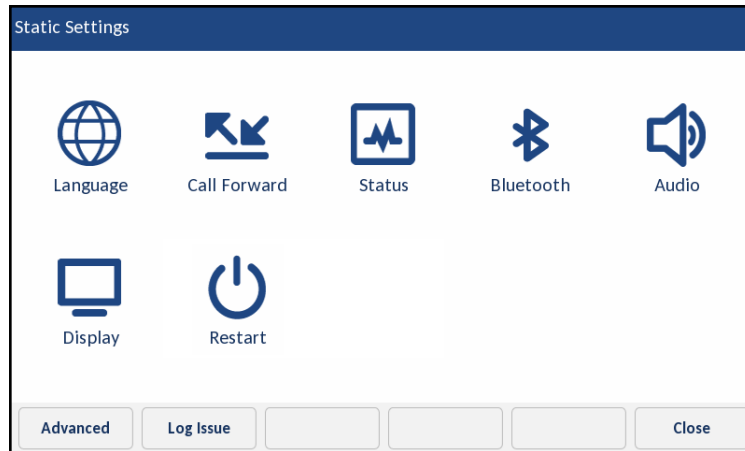 Static Settings
Language Call Forward Status Bluetooth Audio
Display Restart
Advanced Log Issue Close